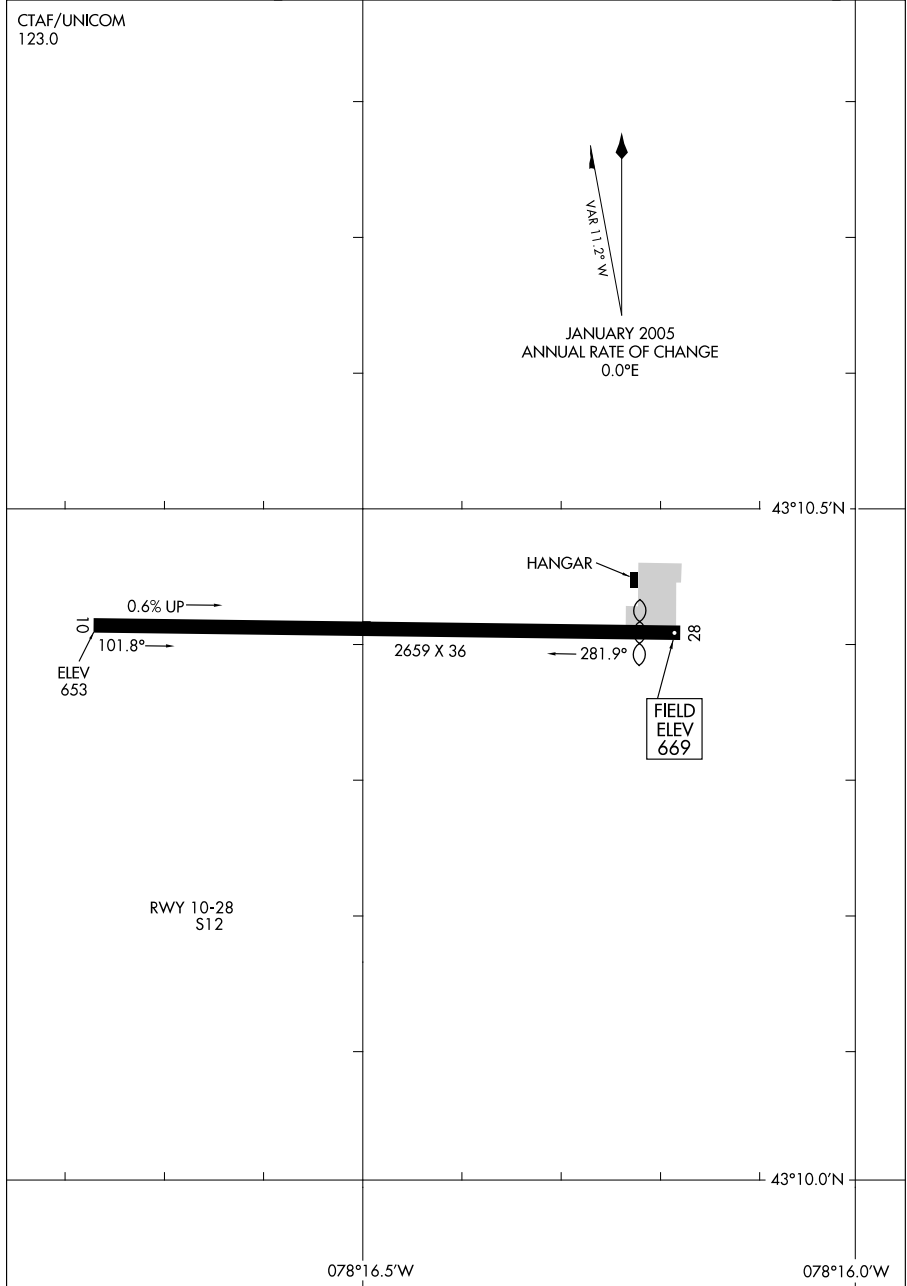 CTAF/UNICOM
123.0
VAR 11.2° W
JANUARY 2005
ANNUAL RATE OF CHANGE
0.0°E
43°10.5'N
HANGAR
0.6% UP
10
28
101.8°
2659 X 36
281.9°
ELEV
653
FIELD
ELEV
669
RWY 10-28
S12
43°10.0'N
078°16.5'W
078°16.0'W